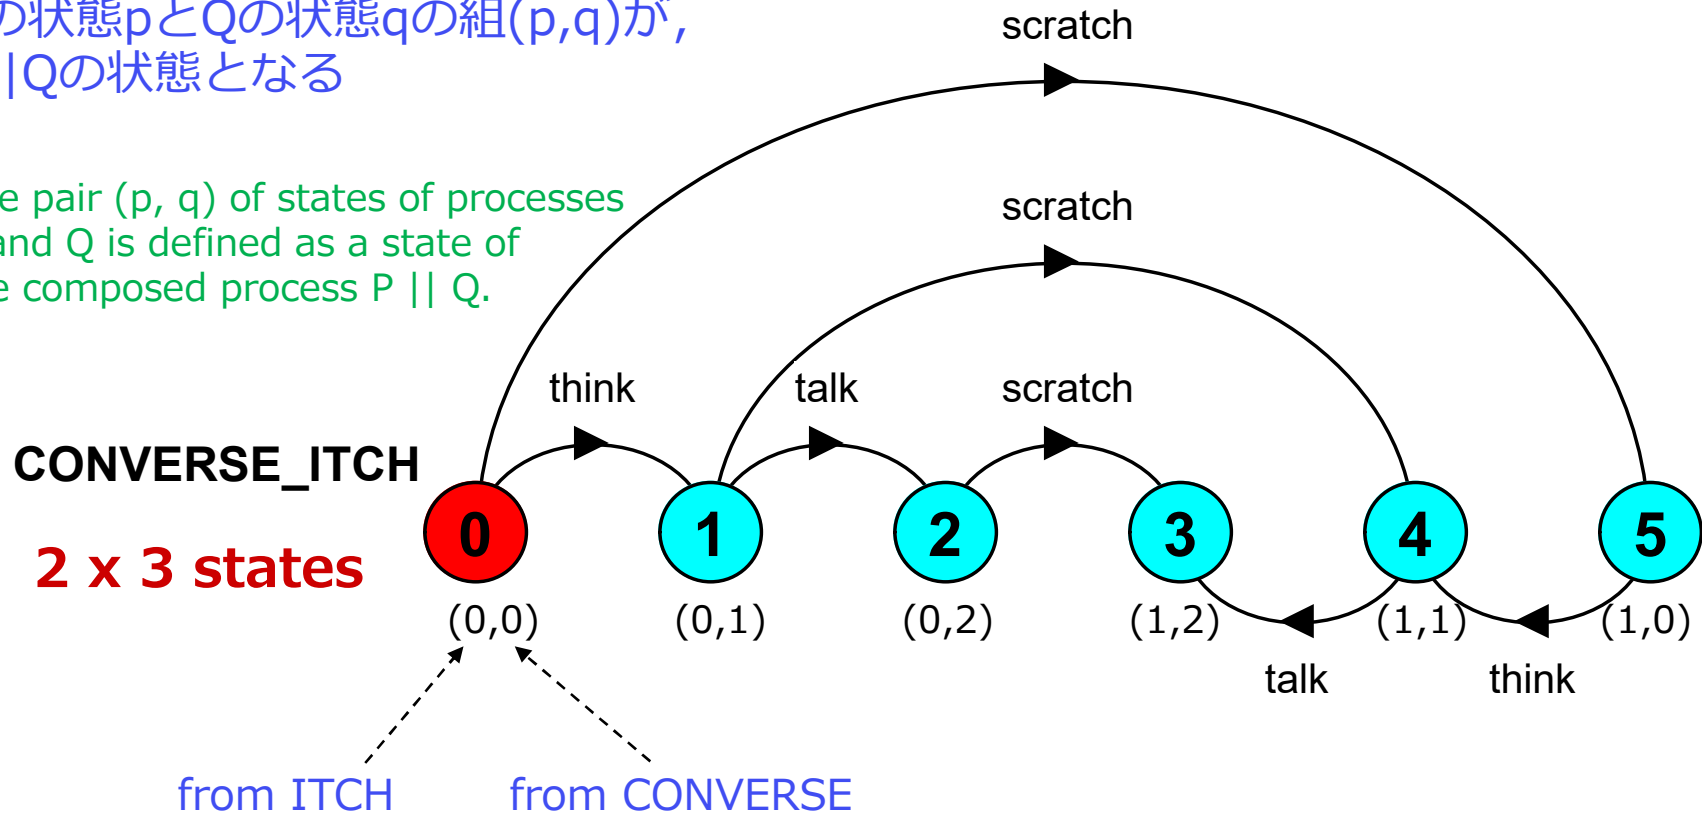 の状態pとQの状態qの組(p,q)が,
||Qの状態となる
e pair (p, q) of states of processes
and Q is defined as a state of
e composed process P || Q.
scratch
scratch
think
talk
scratch
CONVERSE_ITCH
0
1
2
3
4
5
2 x 3 states
(0,0)
(0,1)
(0,2)
(1,2)
(1,1)
(1,0)
talk
think
from ITCH
from CONVERSE